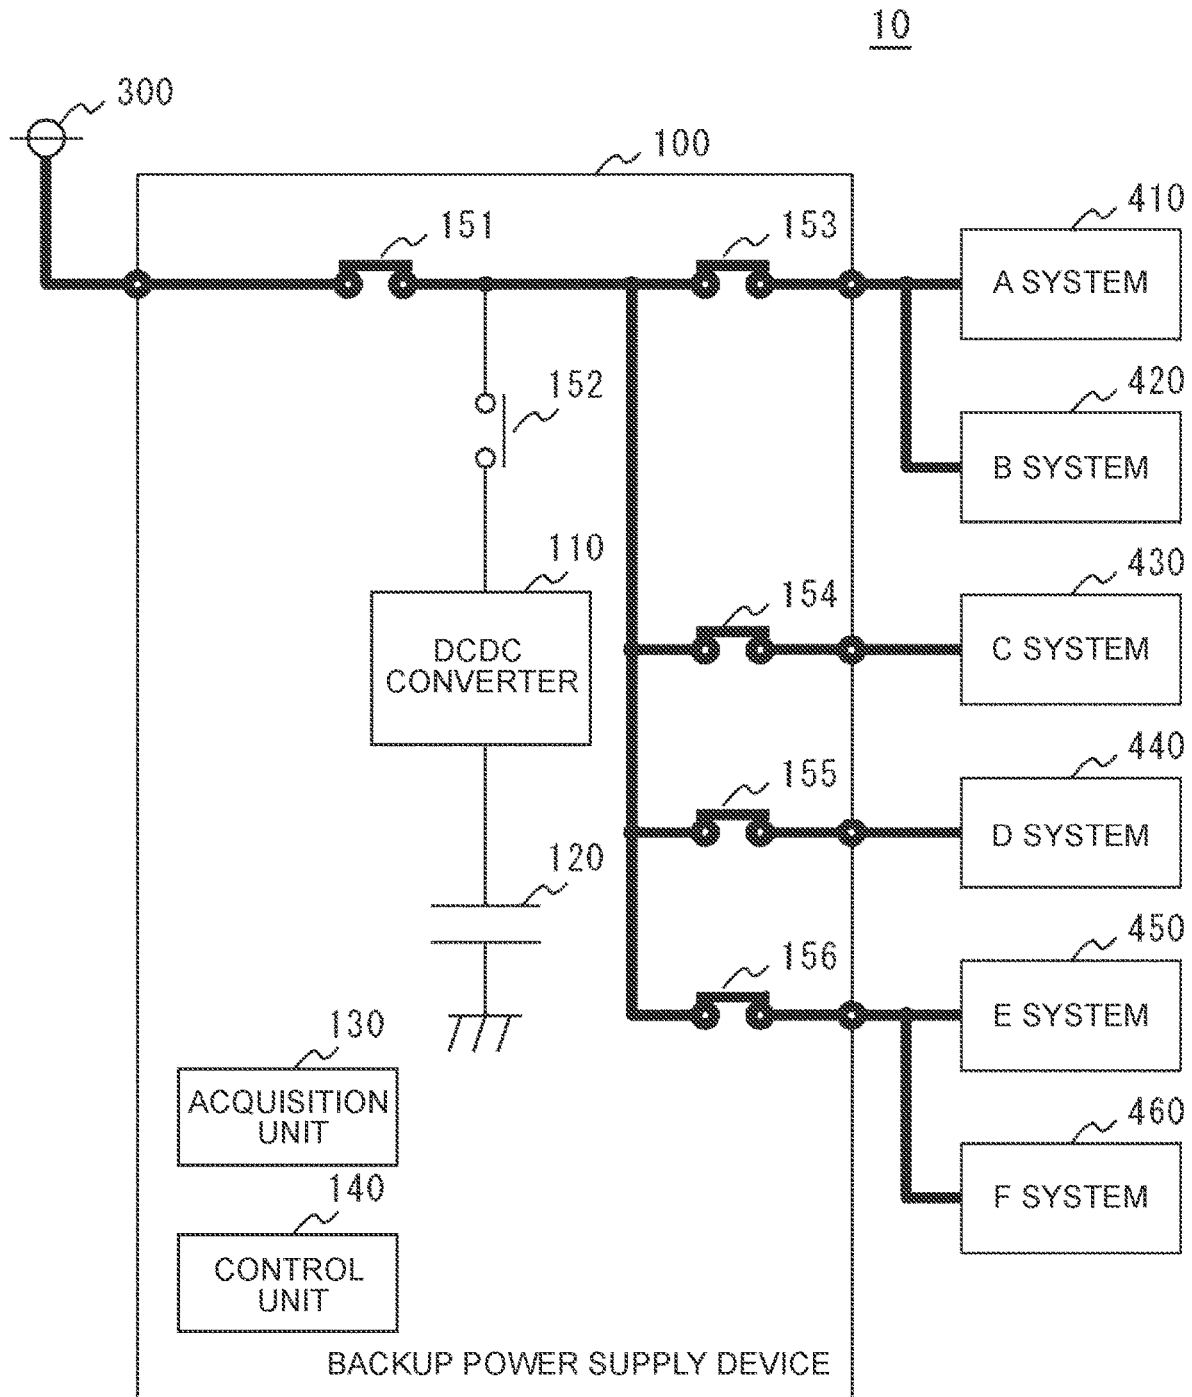 10
300
100
151
153
410
A SYSTEM
152
420
B SYSTEM
110
DCDC
CONVERTER
154
430
C SYSTEM
155
440
D SYSTEM
120
156
450
E SYSTEM
130
ACQUISITION
UNIT
460
F SYSTEM
140
CONTROL
UNIT
BACKUP POWER SUPPLY DEVICE